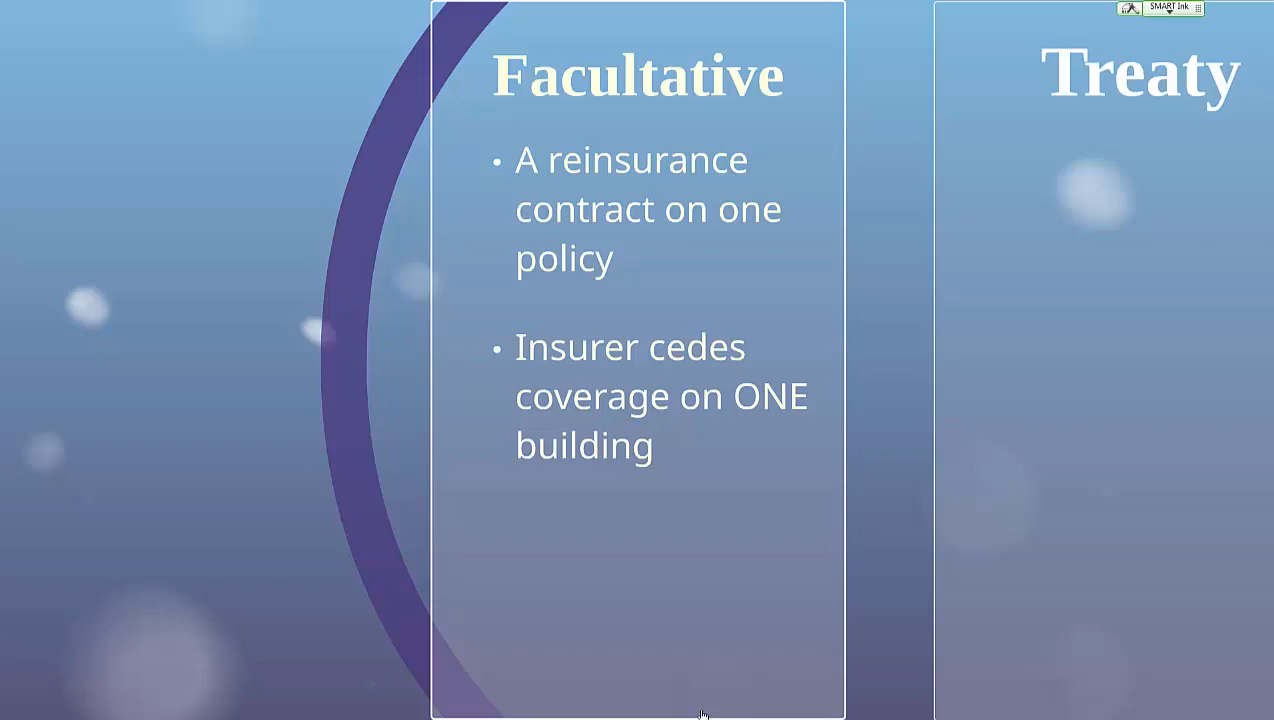 SMART Ink
Facultative
Treaty
• A reinsurance
contract on one
policy
• Insurer cedes
coverage on ONE
building